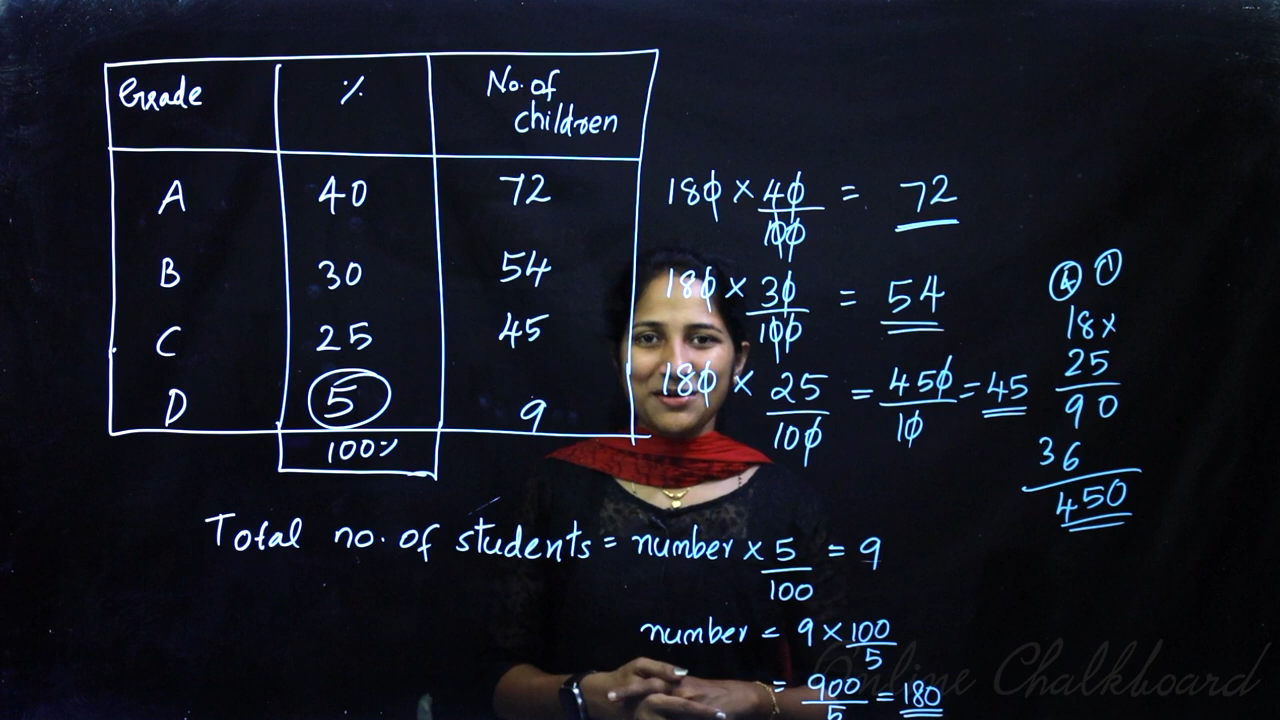 Grade % No. of children
A 40 72
B 30 54
C 25 45
D 5 9
100%
180 × 40/100 = 72
180 × 30/100 = 54
180 × 25/100 = 450/10 = 45
4 1
18×
25
90
36
450
Total no. of students = number × 5/100 = 9
number = 9 × 100/5
= 900/5 = 180
Online Chalkboard